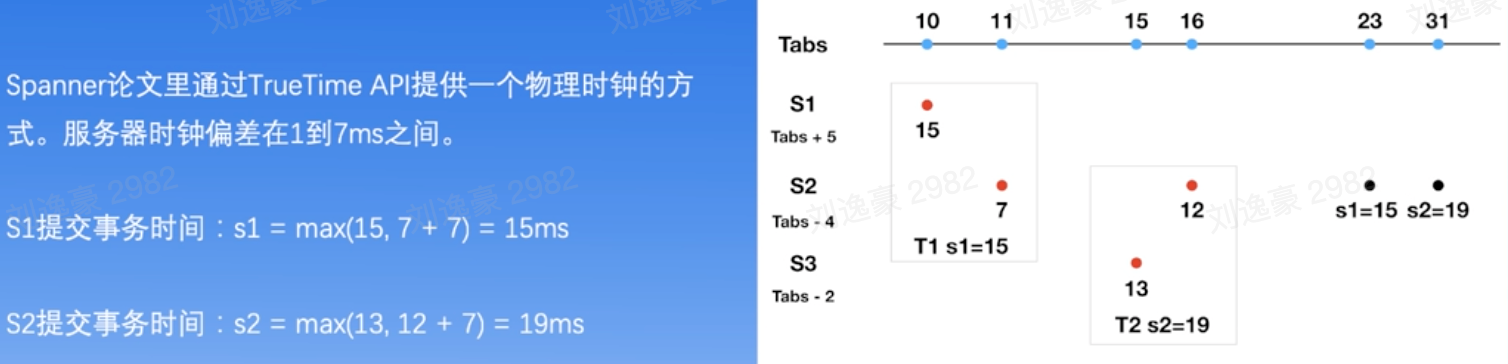 Spanner论文里通过TrueTime API提供一个物理时钟的方
式。服务器时钟偏差在1到7ms之间。
S1提交事务时间：s1 = max(15, 7 + 7) = 15ms
S2提交事务时间：s2 = max(13, 12 + 7) = 19ms
10 11 15 16 23 31
Tabs
S1
Tabs + 5
15
S2
Tabs - 4
7
12
s1=15 s2=19
T1 s1=15
S3
Tabs - 2
13
T2 s2=19
刘逸豪
刘逸豪
刘逸豪 2982
刘逸豪 2982
刘逸豪 2982
刘逸豪 2982